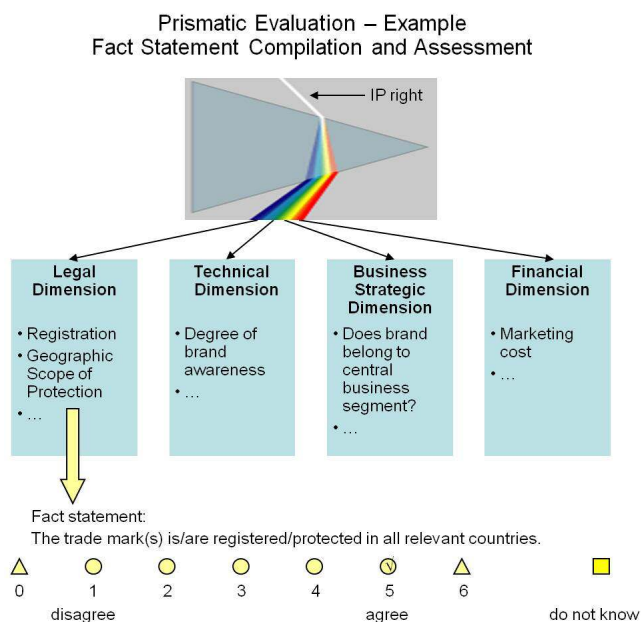 Prismatic Evaluation – Example
Fact Statement Compilation and Assessment
IP right
Legal
Dimension
• Registration
• Geographic
Scope of
Protection
• …
Technical
Dimension
• Degree of
brand
awareness
• …
Business
Strategic
Dimension
• Does brand
belong to
central
business
segment?
• …
Financial
Dimension
• Marketing
cost
• …
Fact statement:
The trade mark(s) is/are registered/protected in all relevant countries.
√
0 1 2 3 4 5 6
disagree agree do not know